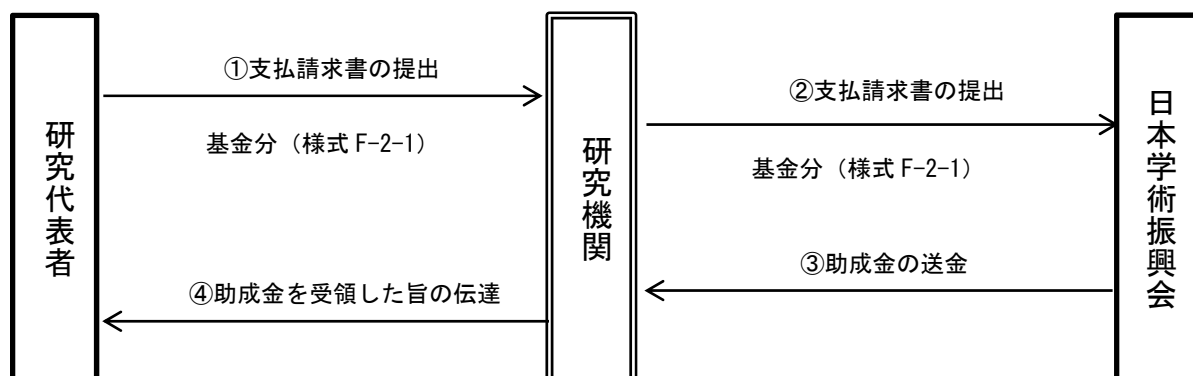 ①支払請求書の提出
②支払請求書の提出
研究代表者
基金分（様式 F-2-1）
研究機関
基金分（様式 F-2-1）
日本学術振興会
③助成金の送金
④助成金を受領した旨の伝達